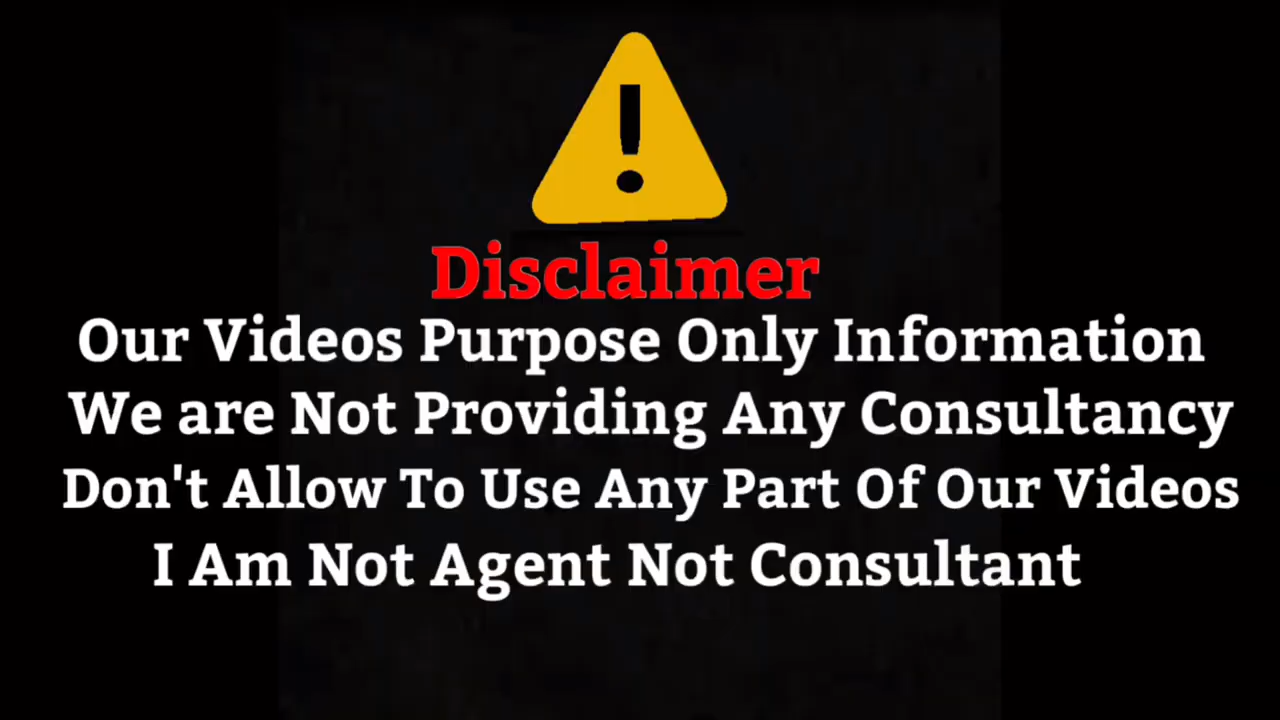 Disclaimer
Our Videos Purpose Only Information
We are Not Providing Any Consultancy
Don't Allow To Use Any Part Of Our Videos
I Am Not Agent Not Consultant